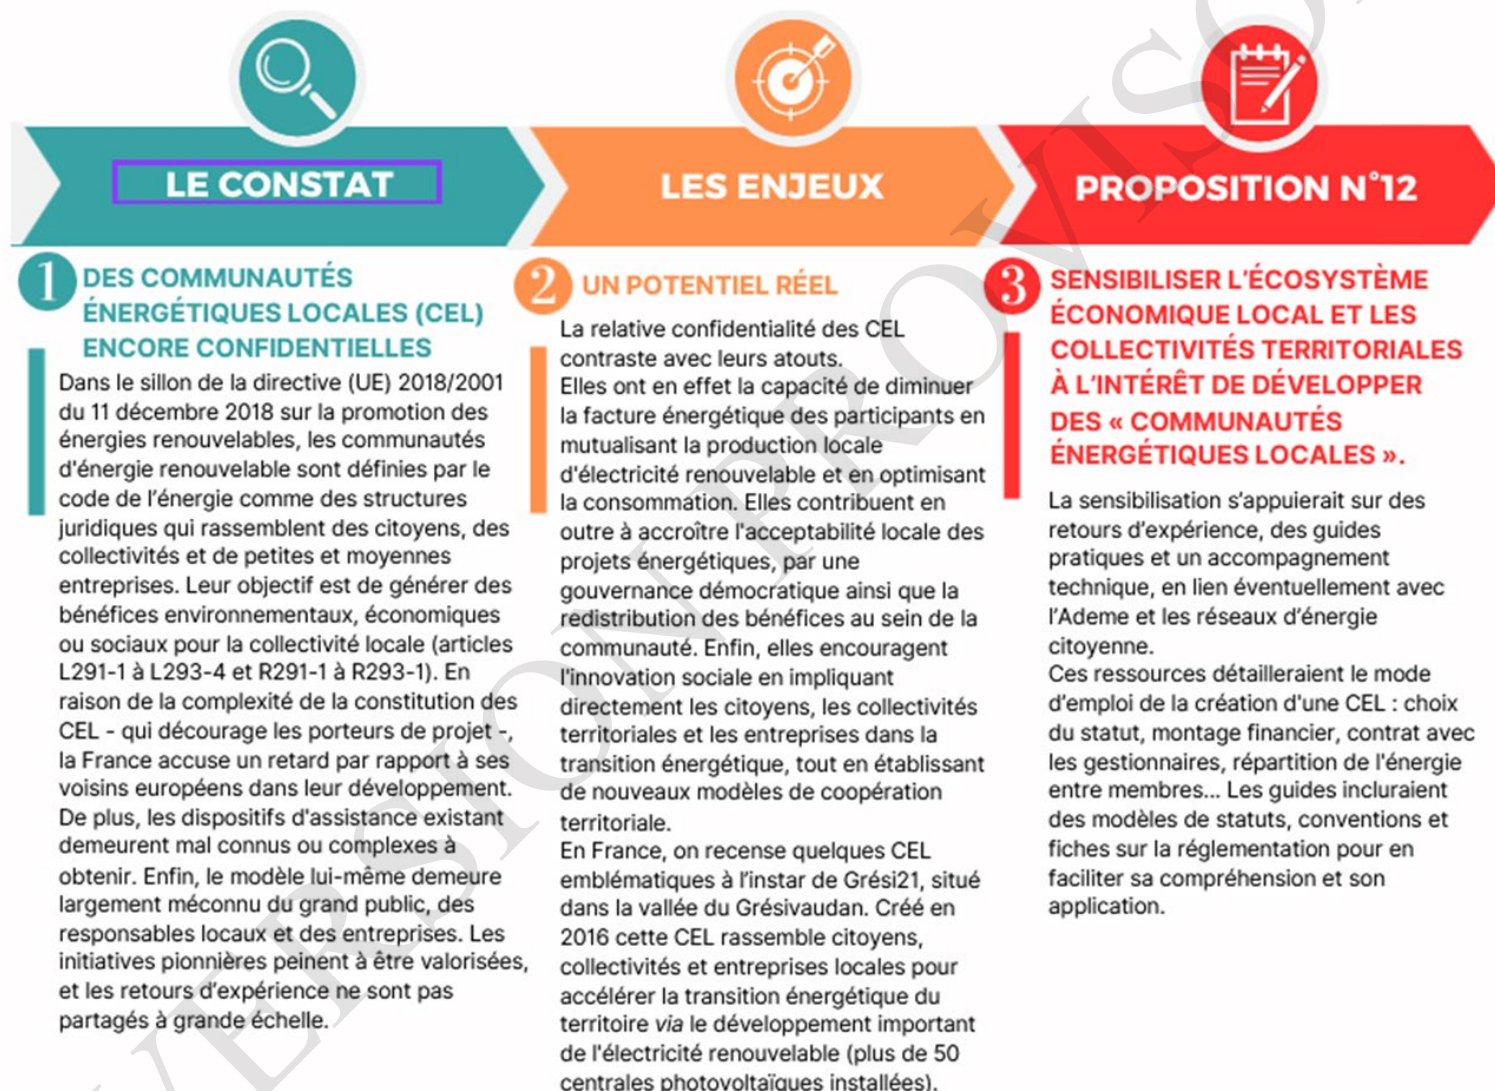 LE CONSTAT
LES ENJEUX
PROPOSITION N°12
1
DES COMMUNAUTÉS
ÉNERGÉTIQUES LOCALES (CEL)
ENCORE CONFIDENTIELLES
Dans le sillon de la directive (UE) 2018/2001
du 11 décembre 2018 sur la promotion des
énergies renouvelables, les communautés
d'énergie renouvelable sont définies par le
code de l’énergie comme des structures
juridiques qui rassemblent des citoyens, des
collectivités et de petites et moyennes
entreprises. Leur objectif est de générer des
bénéfices environnementaux, économiques
ou sociaux pour la collectivité locale (articles
L291-1 à L293-4 et R291-1 à R293-1). En
raison de la complexité de la constitution des
CEL - qui décourage les porteurs de projet -,
la France accuse un retard par rapport à ses
voisins européens dans leur développement.
De plus, les dispositifs d'assistance existant
demeurent mal connus ou complexes à
obtenir. Enfin, le modèle lui-même demeure
largement méconnu du grand public, des
responsables locaux et des entreprises. Les
initiatives pionnières peinent à être valorisées,
et les retours d’expérience ne sont pas
partagés à grande échelle.
2
UN POTENTIEL RÉEL
La relative confidentialité des CEL
contraste avec leurs atouts.
Elles ont en effet la capacité de diminuer
la facture énergétique des participants en
mutualisant la production locale
d'électricité renouvelable et en optimisant
la consommation. Elles contribuent en
outre à accroître l'acceptabilité locale des
projets énergétiques, par une
gouvernance démocratique ainsi que la
redistribution des bénéfices au sein de la
communauté. Enfin, elles encouragent
l'innovation sociale en impliquant
directement les citoyens, les collectivités
territoriales et les entreprises dans la
transition énergétique, tout en établissant
de nouveaux modèles de coopération
territoriale.
En France, on recense quelques CEL
emblématiques à l’instar de Grési21, situé
dans la vallée du Grésivaudan. Créé en
2016 cette CEL rassemble citoyens,
collectivités et entreprises locales pour
accélérer la transition énergétique du
territoire via le développement important
de l'électricité renouvelable (plus de 50
centrales photovoltaïques installées).
3
SENSIBILISER L’ÉCOSYSTÈME
ÉCONOMIQUE LOCAL ET LES
COLLECTIVITÉS TERRITORIALES
À L’INTÉRÊT DE DÉVELOPPER
DES « COMMUNAUTÉS
ÉNERGÉTIQUES LOCALES ».
La sensibilisation s’appuierait sur des
retours d’expérience, des guides
pratiques et un accompagnement
technique, en lien éventuellement avec
l’Ademe et les réseaux d’énergie
citoyenne.
Ces ressources détailleraient le mode
d'emploi de la création d'une CEL : choix
du statut, montage financier, contrat avec
les gestionnaires, répartition de l'énergie
entre membres... Les guides incluraient
des modèles de statuts, conventions et
fiches sur la réglementation pour en
faciliter sa compréhension et son
application.
VERSION PROVISO